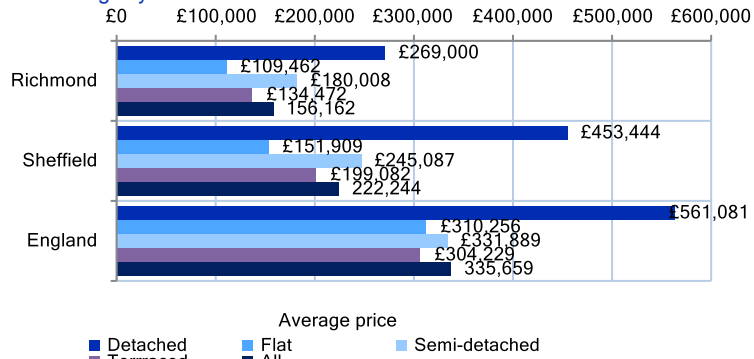 £0 £100,000 £200,000 £300,000 £400,000 £500,000 £600,000
£269,000
£109,462
Richmond £180,008
£134,472
156,162
£453,444
£151,909
Sheffield £245,087
£199,082
222,244
£561,081
£310,256
England £331,889
£304,229
335,659
Average price
Detached Flat Semi-detached
All